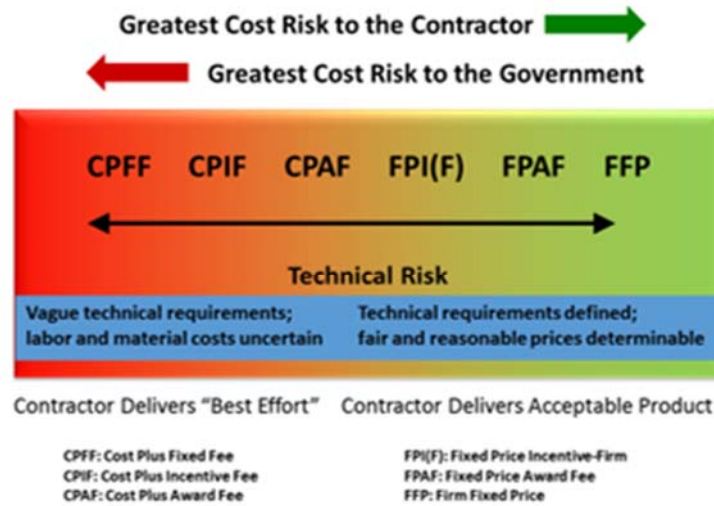 Greatest Cost Risk to the Contractor
Greatest Cost Risk to the Government
CPFF CPIF CPAF FPI(F) FPAF FFP
Technical Risk
Vague technical requirements;
labor and material costs uncertain
Technical requirements defined;
fair and reasonable prices determinable
Contractor Delivers “Best Effort”
Contractor Delivers Acceptable Product
CPFF: Cost Plus Fixed Fee
CPIF: Cost Plus Incentive Fee
CPAF: Cost Plus Award Fee
FPI(F): Fixed Price Incentive-Firm
FPAF: Fixed Price Award Fee
FFP: Firm Fixed Price